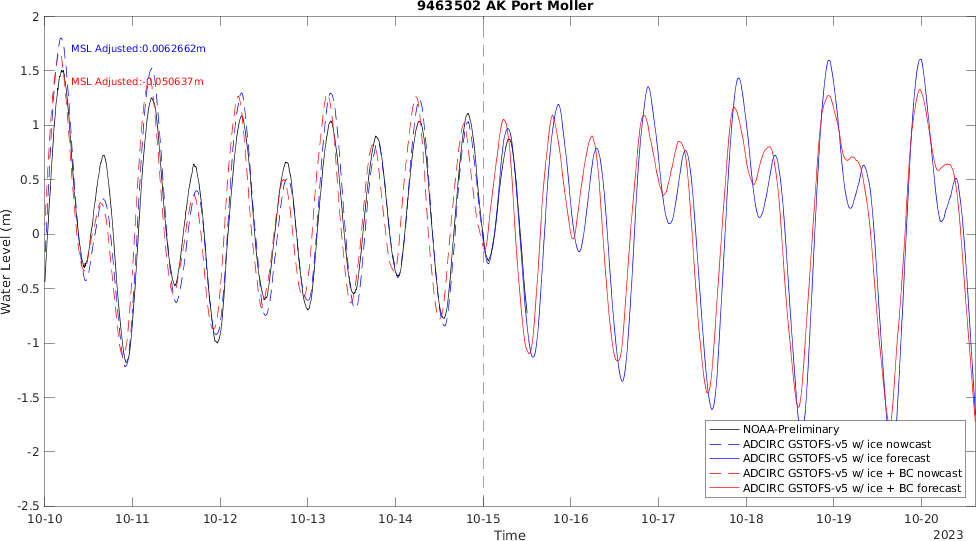 9463502 AK Port Moller
MSL Adjusted:0.0062662m
MSL Adjusted:-0.050637m
Water Level (m)
2
1.5
1
0.5
0
-0.5
-1
-1.5
-2
-2.5
NOAA-Preliminary
ADCIRC GSTOFS-v5 w/ ice nowcast
ADCIRC GSTOFS-v5 w/ ice forecast
ADCIRC GSTOFS-v5 w/ ice + BC nowcast
ADCIRC GSTOFS-v5 w/ ice + BC forecast
10-10 10-11 10-12 10-13 10-14 10-15 10-16 10-17 10-18 10-19 10-20
Time
2023